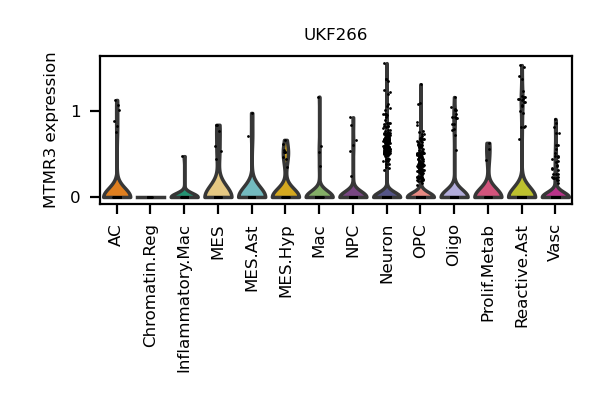 UKF266
MTMR3 expression
1
0
AC
Chromatin.Reg
Inflammatory.Mac
MES
MES.Ast
MES.Hyp
Mac
NPC
Neuron
OPC
Oligo
Prolif.Metab
Reactive.Ast
Vasc